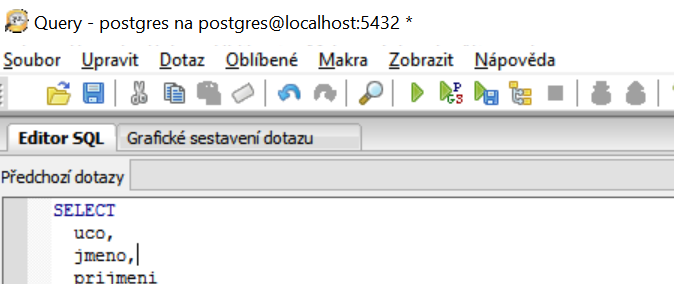 Query - postgres na postgres@localhost:5432 *
Soubor Upravit Dotaz Oblíbené Makra Zobrazit Nápověda
Editor SQL Grafické sestavení dotazu
Předchozí dotazy
SELECT
uco,
jmeno,
prijmeni